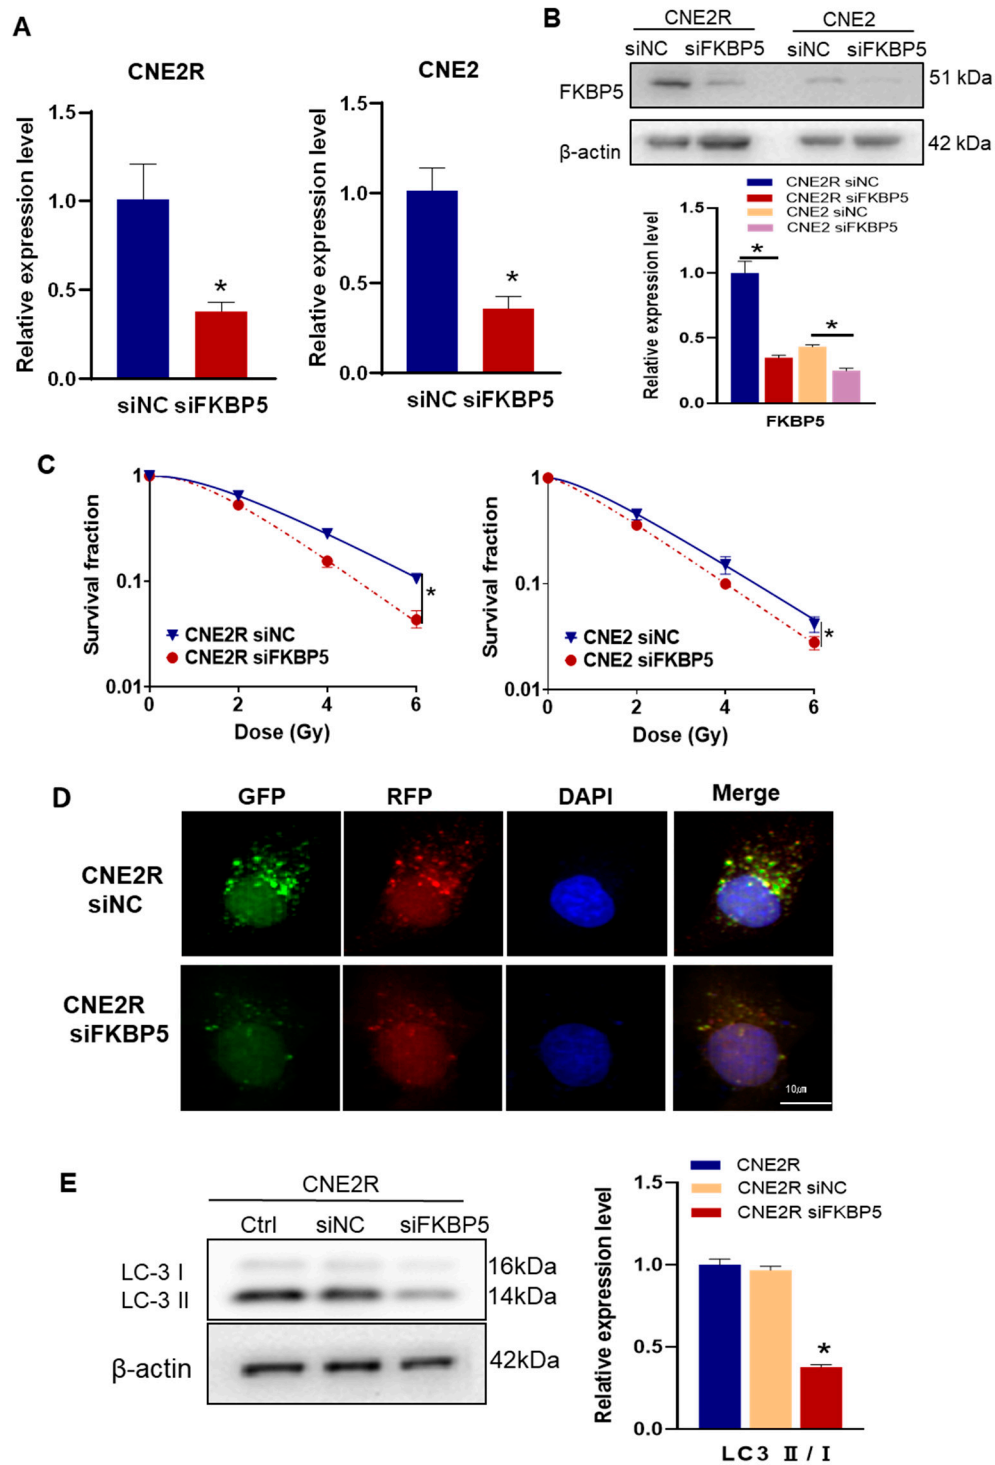 A
CNE2R
Relative expression level
1.5
1.0
0.5
0.0
siNC siFKBP5
*
CNE2
Relative expression level
1.5
1.0
0.5
0.0
siNC siFKBP5
*
B
CNE2R CNE2
siNC siFKBP5 siNC siFKBP5
FKBP5 51 kDa
β-actin 42 kDa
CNE2R siNC
CNE2R siFKBP5
CNE2 siNC
CNE2 siFKBP5
Relative expression level
1.5
1.0
0.5
0.0
* *
FKBP5
C
Survival fraction
1
0.1
0.01
CNE2R siNC
CNE2R siFKBP5
*
0 2 4 6
Dose (Gy)
Survival fraction
1
0.1
0.01
CNE2 siNC
CNE2 siFKBP5
*
0 2 4 6
Dose (Gy)
D
GFP RFP DAPI Merge
CNE2R
siNC
CNE2R
siFKBP5
10μm
E
CNE2R
Ctrl siNC siFKBP5
LC-3 I 16kDa
LC-3 II 14kDa
β-actin 42kDa
CNE2R
CNE2R siNC
CNE2R siFKBP5
Relative expression level
1.5
1.0
0.5
0.0
*
LC3 Ⅱ / Ⅰ